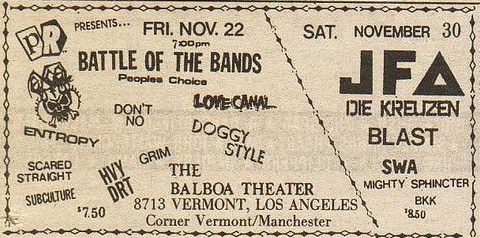 PR
PRESENTS...
FRI. NOV. 22
7:00pm
BATTLE OF THE BANDS
Peoples Choice
DON'T
NO
LOVE CANAL
DOGGY
STYLE
ENTROPY
SCARED
STRAIGHT
SUBCULTURE
HVY
DRT
GRIM
$7.50
THE
BALBOA THEATER
8713 VERMONT, LOS ANGELES
Corner Vermont/Manchester
SAT. NOVEMBER 30
JFA
DIE KREUZEN
BLAST
SWA
MIGHTY SPHINCTER
BKK
$8.50